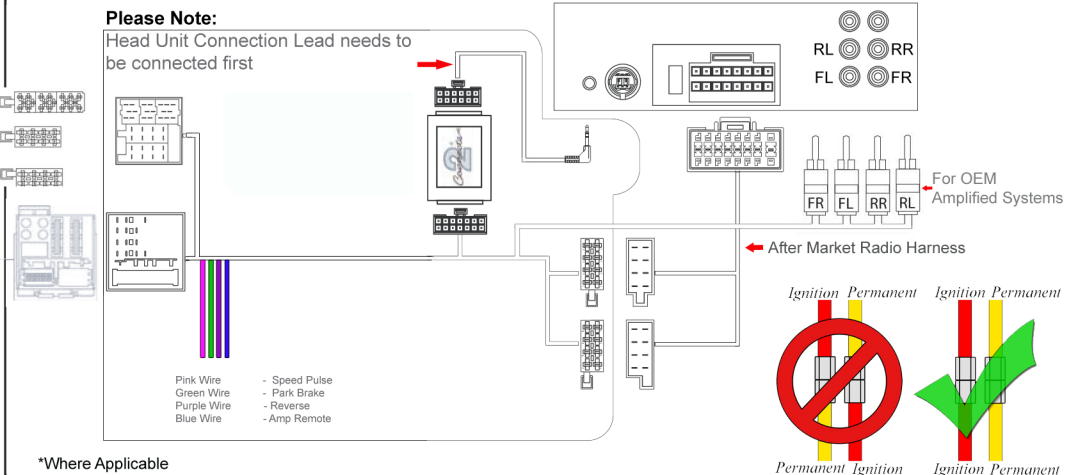 Please Note:
Head Unit Connection Lead needs to
be connected first
RL RR
FL FR
FR FL RR RL
For OEM
Amplified Systems
After Market Radio Harness
Connects 2
Pink Wire - Speed Pulse
Green Wire - Park Brake
Purple Wire - Reverse
Blue Wire - Amp Remote
Ignition Permanent Ignition Permanent
Permanent Ignition Ignition Permanent
*Where Applicable